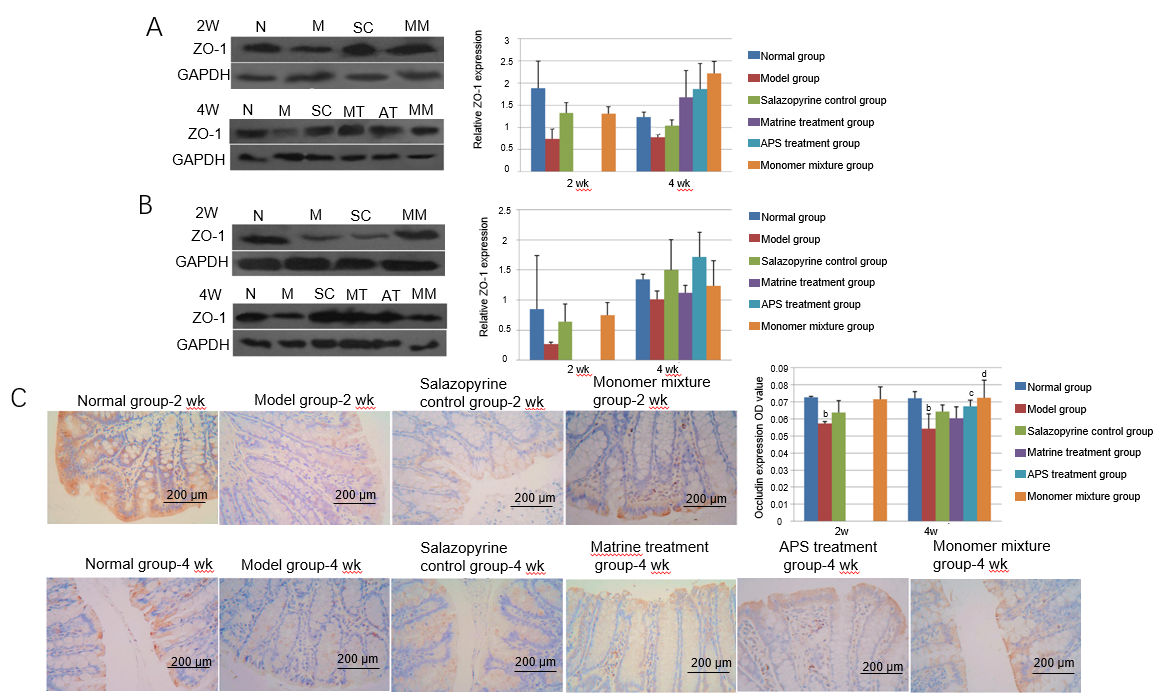 A
2W N M SC MM
ZO-1
GAPDH
4W N M SC MT AT MM
ZO-1
GAPDH
Relative ZO-1 expression
3
2.5
2
1.5
1
0.5
0
2 wk 4 wk
Normal group
Model group
Salazopyrine control group
Matrine treatment group
APS treatment group
Monomer mixture group
B
2W N M SC MM
ZO-1
GAPDH
4W N M SC MT AT MM
ZO-1
GAPDH
Relative ZO-1 expression
2.5
2
1.5
1
0.5
0
2 wk 4 wk
Normal group
Model group
Salazopyrine control group
Matrine treatment group
APS treatment group
Monomer mixture group
C
Normal group-2 wk
Model group-2 wk
Salazopyrine
control group-2 wk
Monomer mixture
group-2 wk
200 µm
200 µm
200 µm
200 µm
Occludin expression OD value
0.09
0.08
0.07
0.06
0.05
0.04
0.03
0.02
0.01
0
b
b
c
d
2w 4w
Normal group
Model group
Salazopyrine control group
Matrine treatment group
APS treatment group
Monomer mixture group
Normal group-4 wk
Model group-4 wk
Salazopyrine
control group-4 wk
Matrine treatment
group-4 wk
APS treatment
group-4 wk
Monomer mixture
group-4 wk
200 µm
200 µm
200 µm
200 µm
200 µm
200 µm